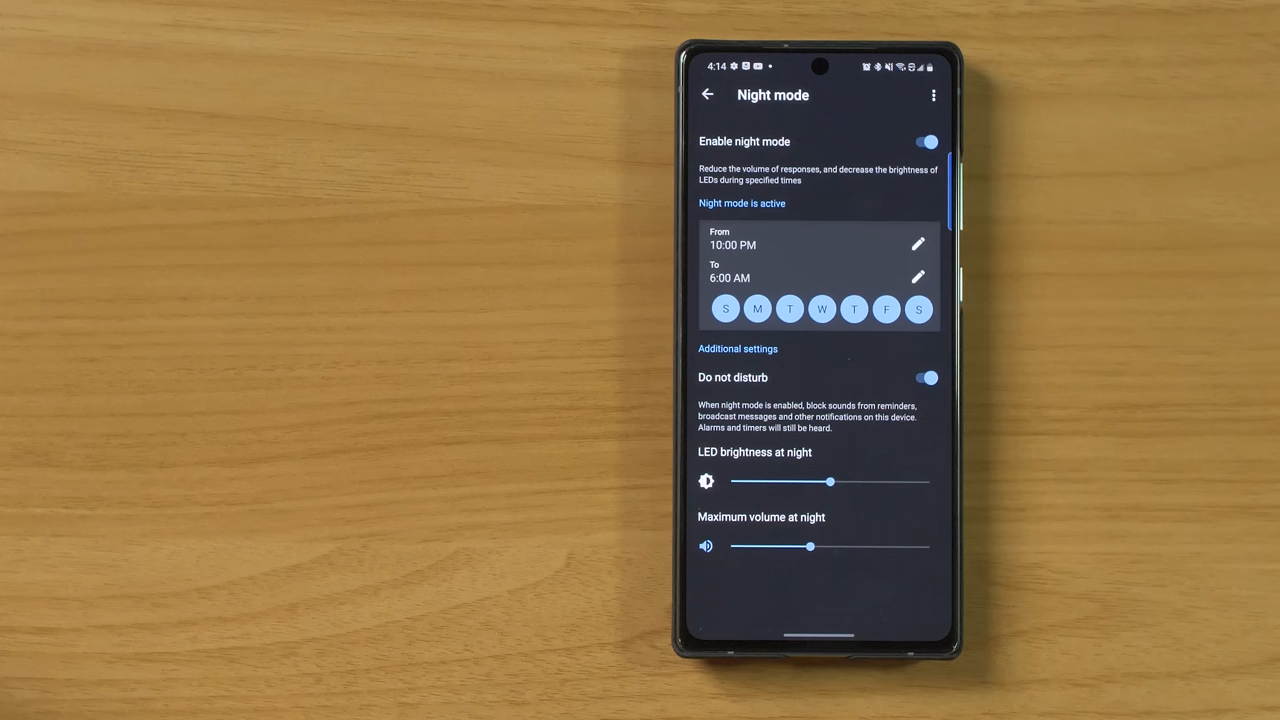 4:14
Night mode
Enable night mode
Reduce the volume of responses, and decrease the brightness of
LEDs during specified times
Night mode is active
From
10:00 PM
To
6:00 AM
S M T W T F S
Additional settings
Do not disturb
When night mode is enabled, block sounds from reminders,
broadcast messages and other notifications on this device.
Alarms and timers will still be heard.
LED brightness at night
Maximum volume at night